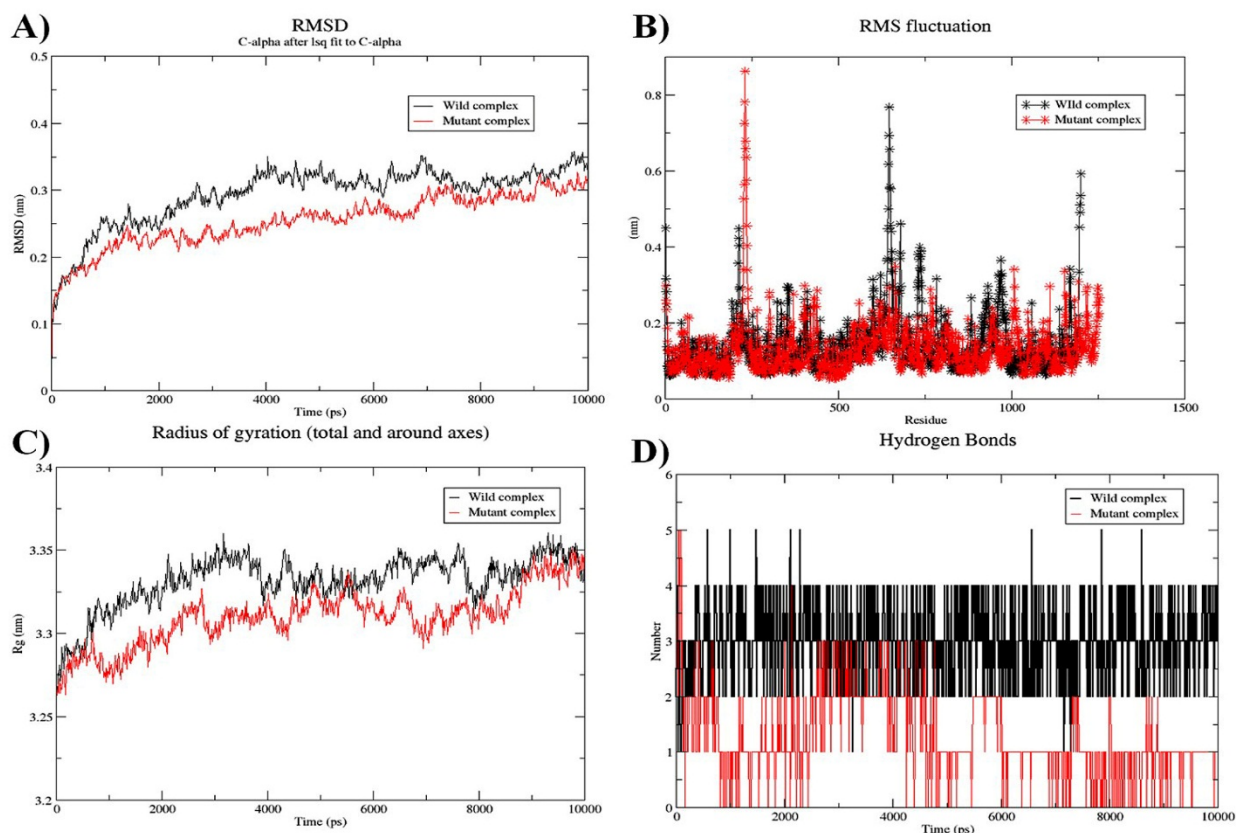 A)
RMSD
C-alpha after lsq fit to C-alpha
0.5
0.4
0.3
0.2
0.1
0
RMSD (nm)
Wild complex
Mutant complex
0
2000
4000
6000
8000
10000
Time (ps)
B)
RMS fluctuation
0.8
0.6
0.4
0.2
0
(nm)
WIld complex
Mutant complex
0
500
1000
1500
Residue
C)
Radius of gyration (total and around axes)
3.4
3.35
3.3
3.25
3.2
Rg (nm)
Wild complex
Mutant complex
0
2000
4000
6000
8000
10000
Time (ps)
D)
Hydrogen Bonds
6
5
4
3
2
1
0
Number
Wild complex
Mutant complex
0
2000
4000
6000
8000
10000
Time (ps)